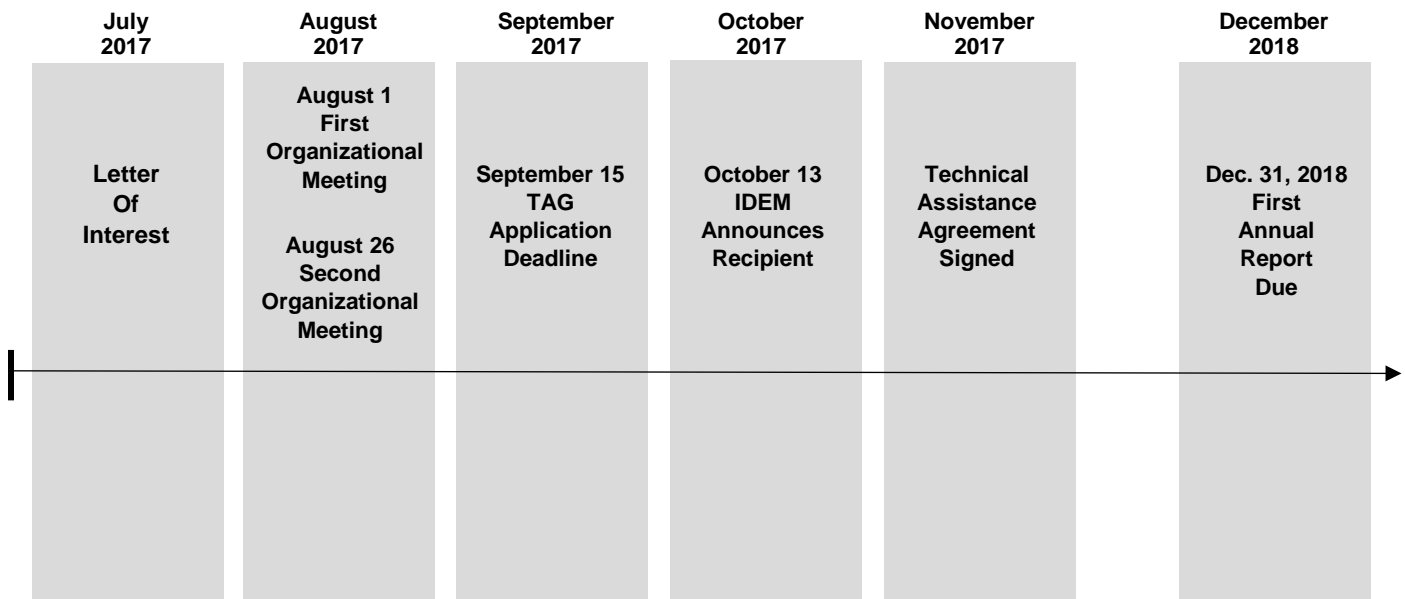 July
2017
August
2017
September
2017
October
2017
November
2017
December
2018
Letter
Of
Interest
August 1
First
Organizational
Meeting
August 26
Second
Organizational
Meeting
September 15
TAG
Application
Deadline
October 13
IDEM
Announces
Recipient
Technical
Assistance
Agreement
Signed
Dec. 31, 2018
First
Annual
Report
Due